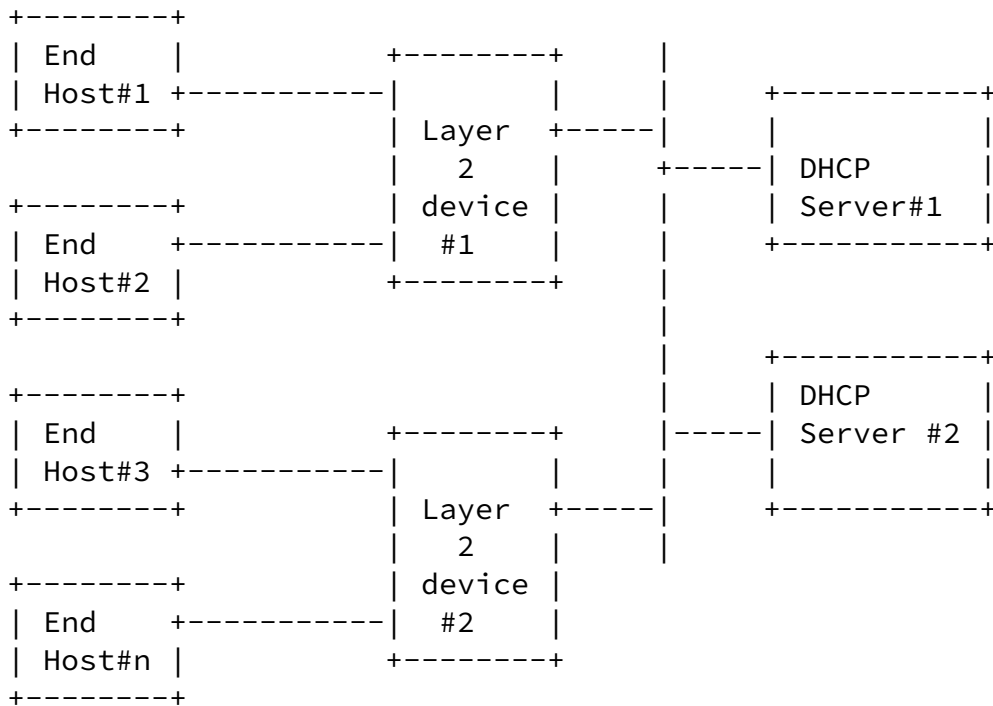 End
Host#1
Layer
2
device
#1
DHCP
Server#1
End
Host#2
DHCP
Server #2
End
Host#3
Layer
2
device
#2
End
Host#n